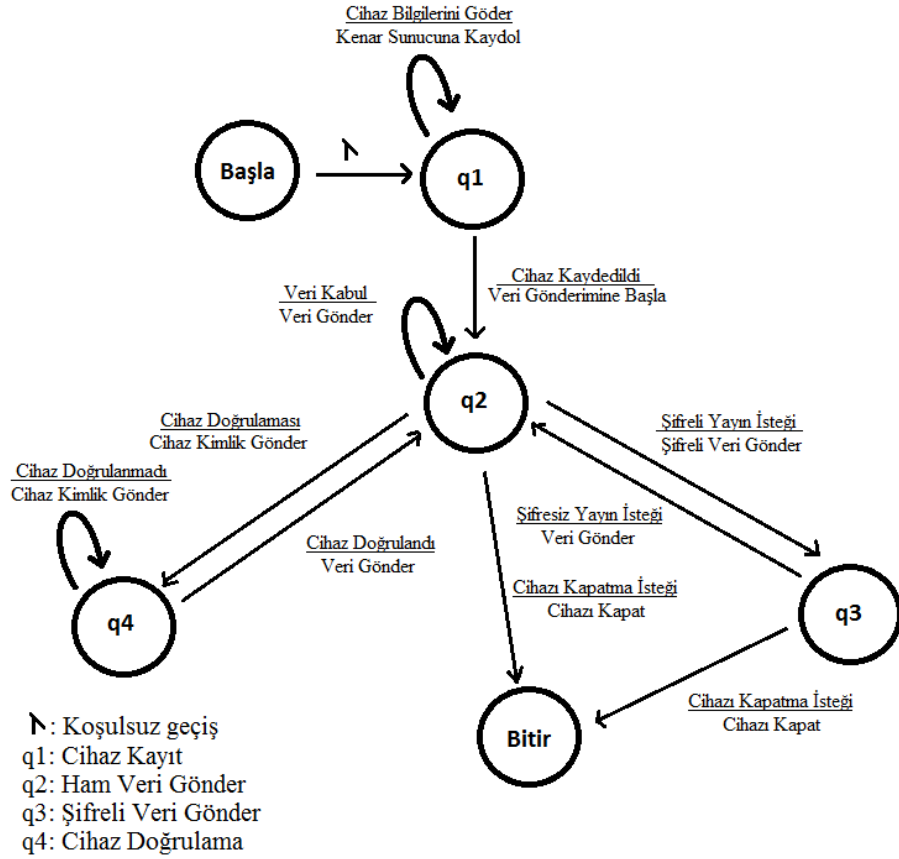 Cihaz Bilgilerini Göder
Kenar Sunucuna Kaydol
Başla
λ
q1
Cihaz Kaydedildi
Veri Gönderimine Başla
Veri Kabul
Veri Gönder
q2
Cihaz Doğrulaması
Cihaz Kimlik Gönder
Şifreli Yayın İsteği
Şifreli Veri Gönder
Cihaz Doğrulanmadı
Cihaz Kimlik Gönder
Şifresiz Yayın İsteği
Veri Gönder
Cihaz Doğrulandı
Veri Gönder
Cihazı Kapatma İsteği
Cihazı Kapat
q4
q3
Cihazı Kapatma İsteği
Cihazı Kapat
Bitir
λ: Koşulsuz geçiş
q1: Cihaz Kayıt
q2: Ham Veri Gönder
q3: Şifreli Veri Gönder
q4: Cihaz Doğrulama